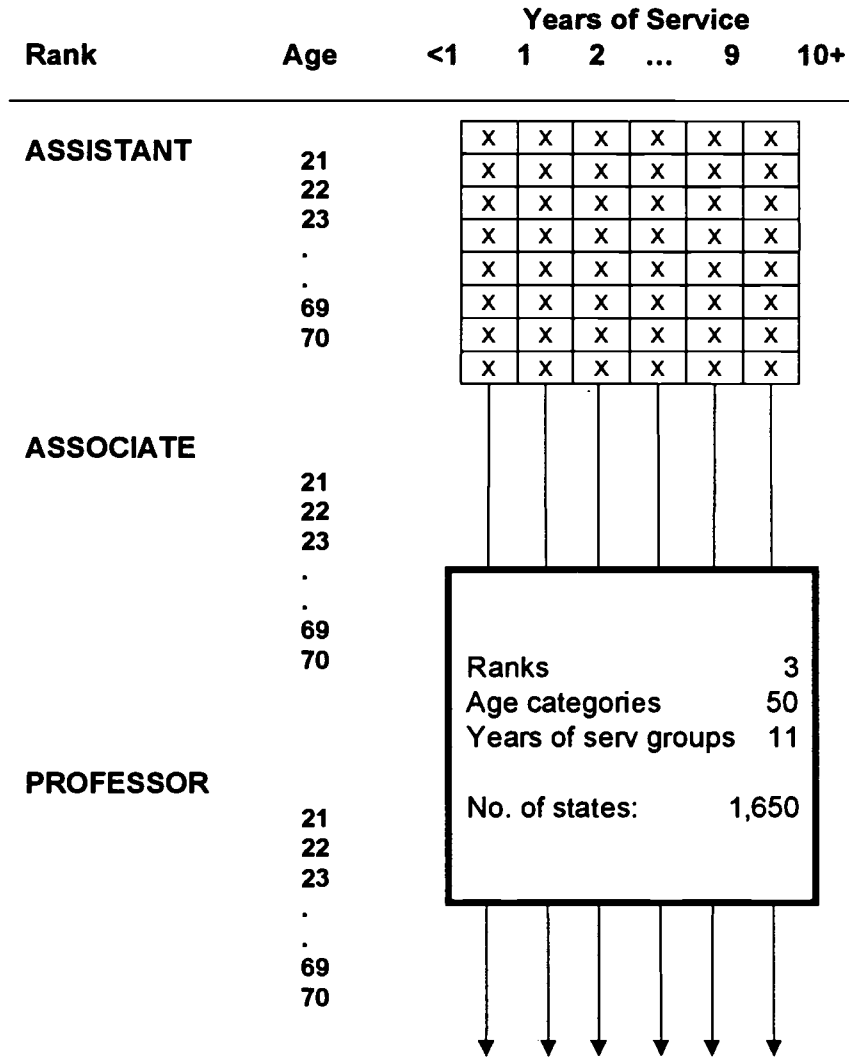 Years of Service
Rank Age <1 1 2 ... 9 10+
ASSISTANT
21
22
23
.
.
69
70
X X X X X X
X X X X X X
X X X X X X
X X X X X X
X X X X X X
X X X X X X
X X X X X X
X X X X X X
ASSOCIATE
21
22
23
.
.
69
70
Ranks 3
Age categories 50
Years of serv groups 11
No. of states: 1,650
PROFESSOR
21
22
23
.
.
69
70